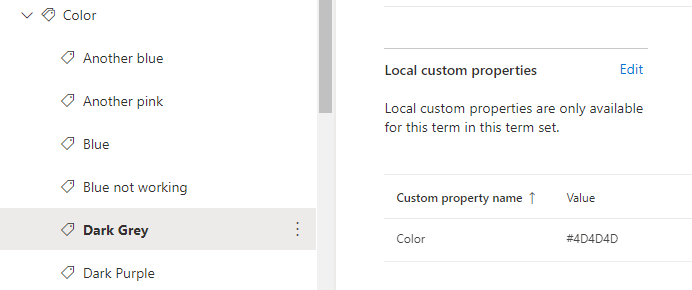 Color
Another blue
Another pink
Blue
Blue not working
Dark Grey
Dark Purple
Local custom properties Edit
Local custom properties are only available
for this term in this term set.
Custom property name ↑ Value
Color #4D4D4D